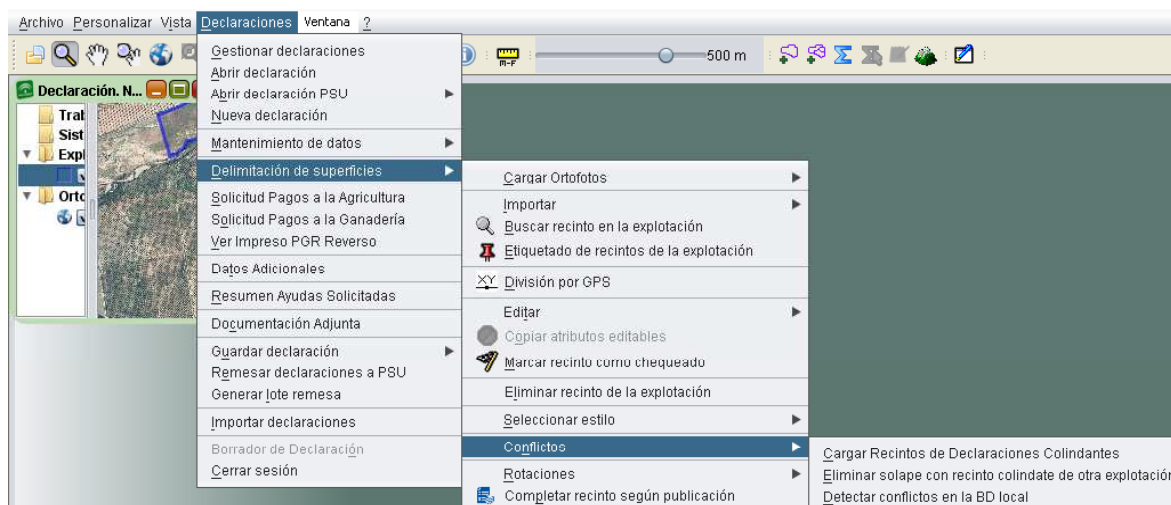 Archivo Personalizar Vista Declaraciones Ventana ?
m-F
500 m
Declaración. N...
Trab
Sist
Expl
Orto
Gestionar declaraciones
Abrir declaración
Abrir declaración PSU
Nueva declaración
Mantenimiento de datos
Delimitación de superficies
Solicitud Pagos a la Agricultura
Solicitud Pagos a la Ganadería
Ver Impreso PGR Reverso
Datos Adicionales
Resumen Ayudas Solicitadas
Documentación Adjunta
Guardar declaración
Remesar declaraciones a PSU
Generar lote remesa
Importar declaraciones
Borrador de Declaración
Cerrar sesión
Cargar Ortofotos
Importar
Buscar recinto en la explotación
Etiquetado de recintos de la explotación
XY División por GPS
Editar
Copiar atributos editables
Marcar recinto como chequeado
Eliminar recinto de la explotación
Seleccionar estilo
Conflictos
Rotaciones
Completar recinto según publicación
Cargar Recintos de Declaraciones Colindantes
Eliminar solape con recinto colindate de otra explotación
Detectar conflictos en la BD local